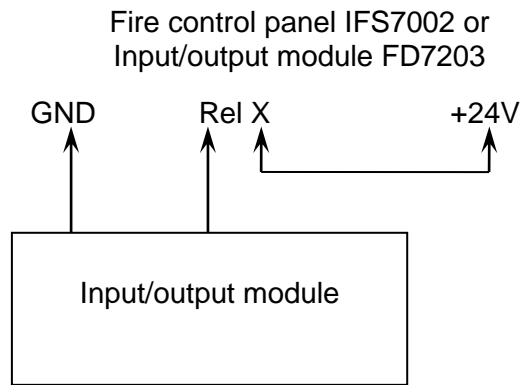 Fire control panel IFS7002 or
Input/output module FD7203
GND Rel X +24V
Input/output module